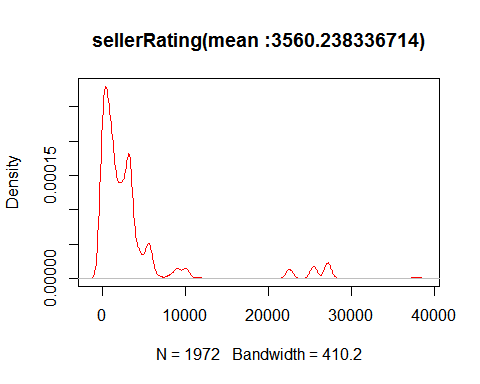 sellerRating(mean :3560.238336714)
Density
0.00015
0.00000
0 10000 20000 30000 40000
N = 1972 Bandwidth = 410.2